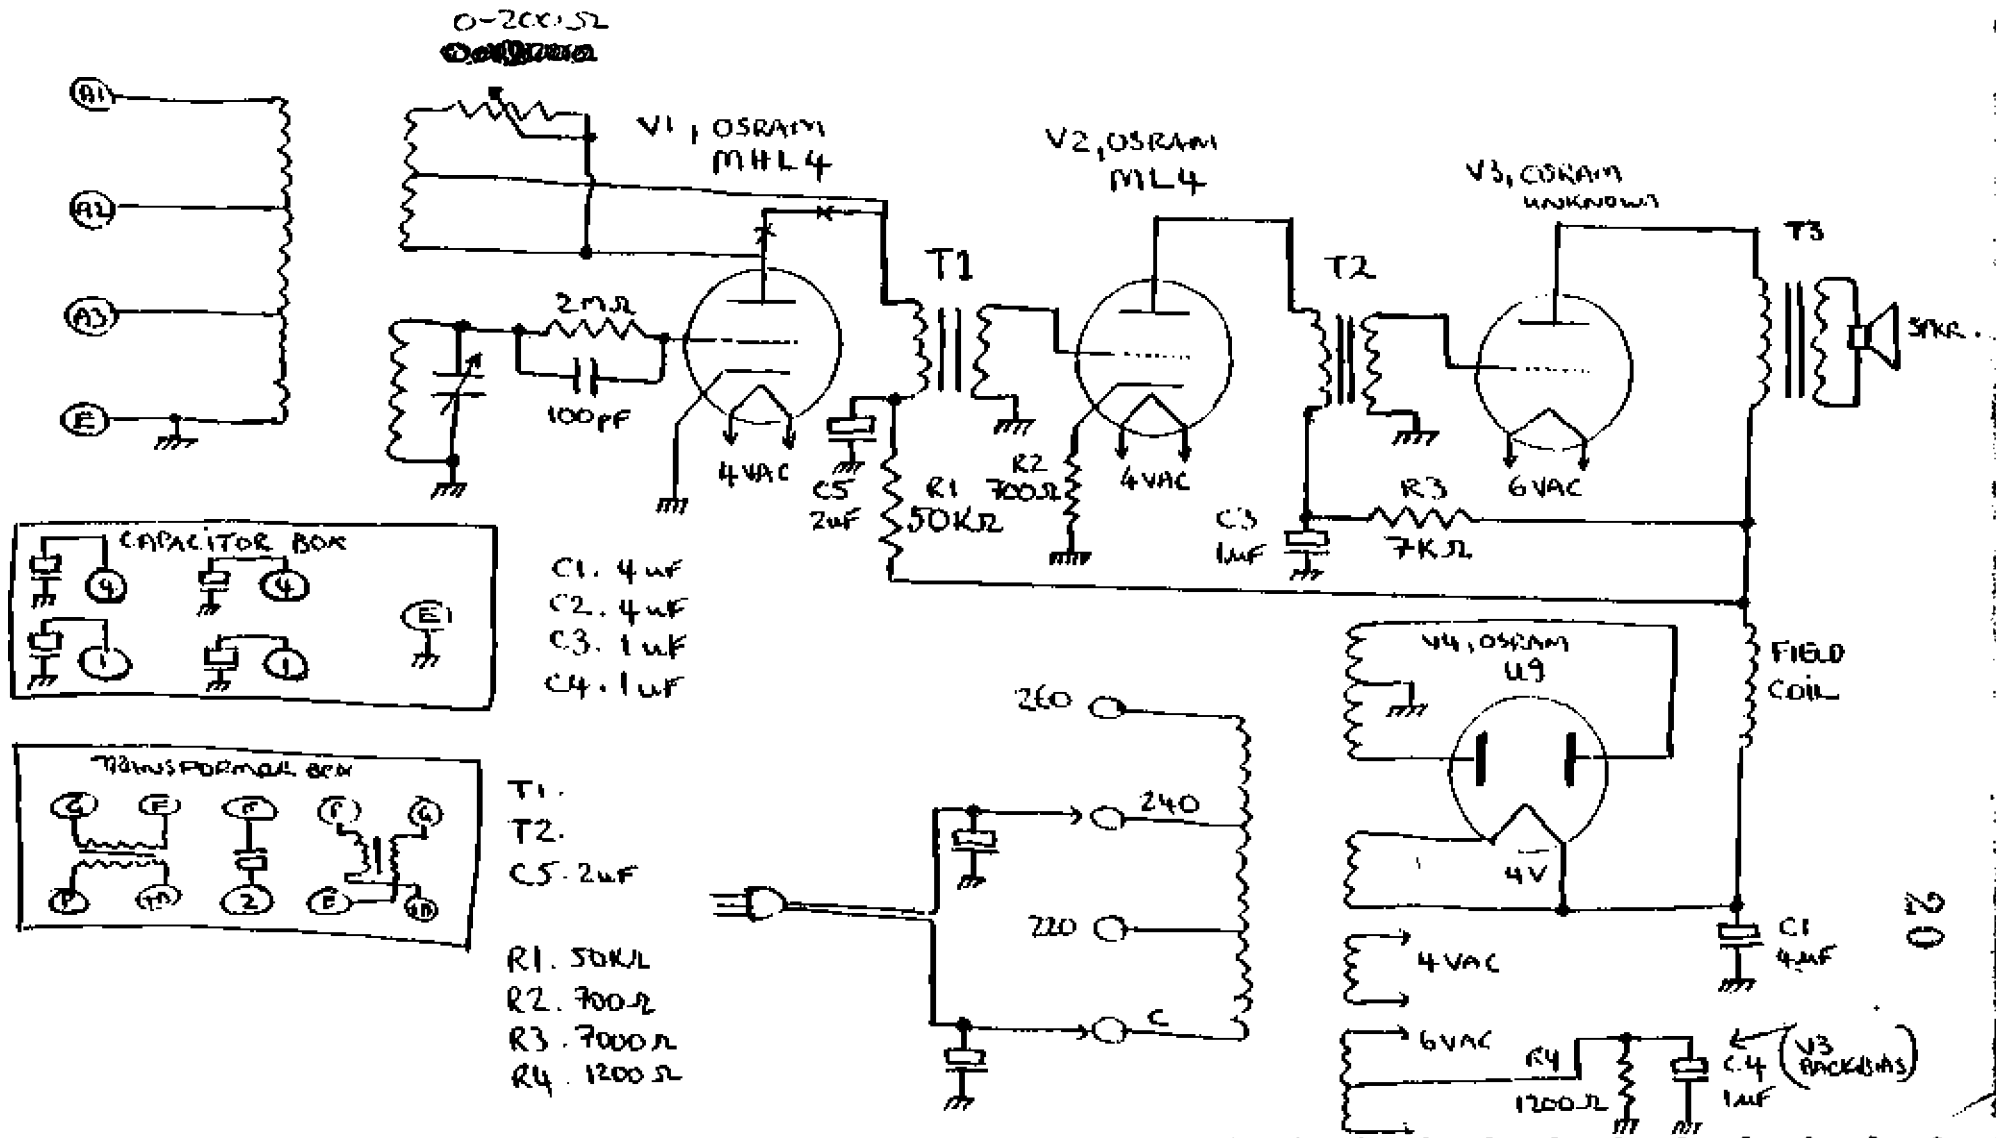 0-200Ω
A1
A2
A3
E
V1, OSRAM
MHL4
2MΩ
100pF
4VAC
T1
C5
2uF
R1
50KΩ
V2, OSRAM
ML4
R2
700Ω
4VAC
T2
C3
1uF
R3
7KΩ
V3, OSRAM
UNKNOWN
6VAC
T3
SPKR.
CAPACITOR BOX
4
4
1
1
E
C1. 4uF
C2. 4uF
C3. 1uF
C4. 1uF
TRANSFORMER BOX
G
E
P
G
2
E
T1.
T2.
C5. 2uF
R1. 50KΩ
R2. 700Ω
R3. 7000Ω
R4. 1200Ω
260
240
220
C
V4, OSRAM
U9
4V
FIELD
COIL
C1
4uF
4VAC
6VAC
R4
1200Ω
C4
1uF
(V3
BACKBIAS)
20